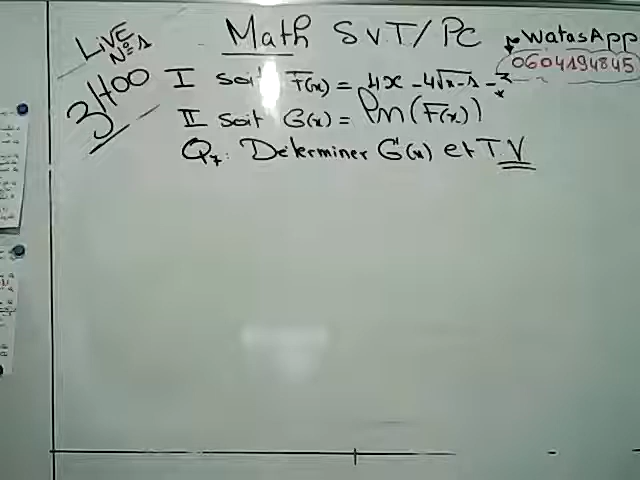 LiVE N°1
Math SVT/PC
WatasApp
0604194845
3H00
I soit F(x) = 4x - 4√x-1 - 3
II soit G(x) = ln(F(x))
Q7: Déterminer G(x) et TV